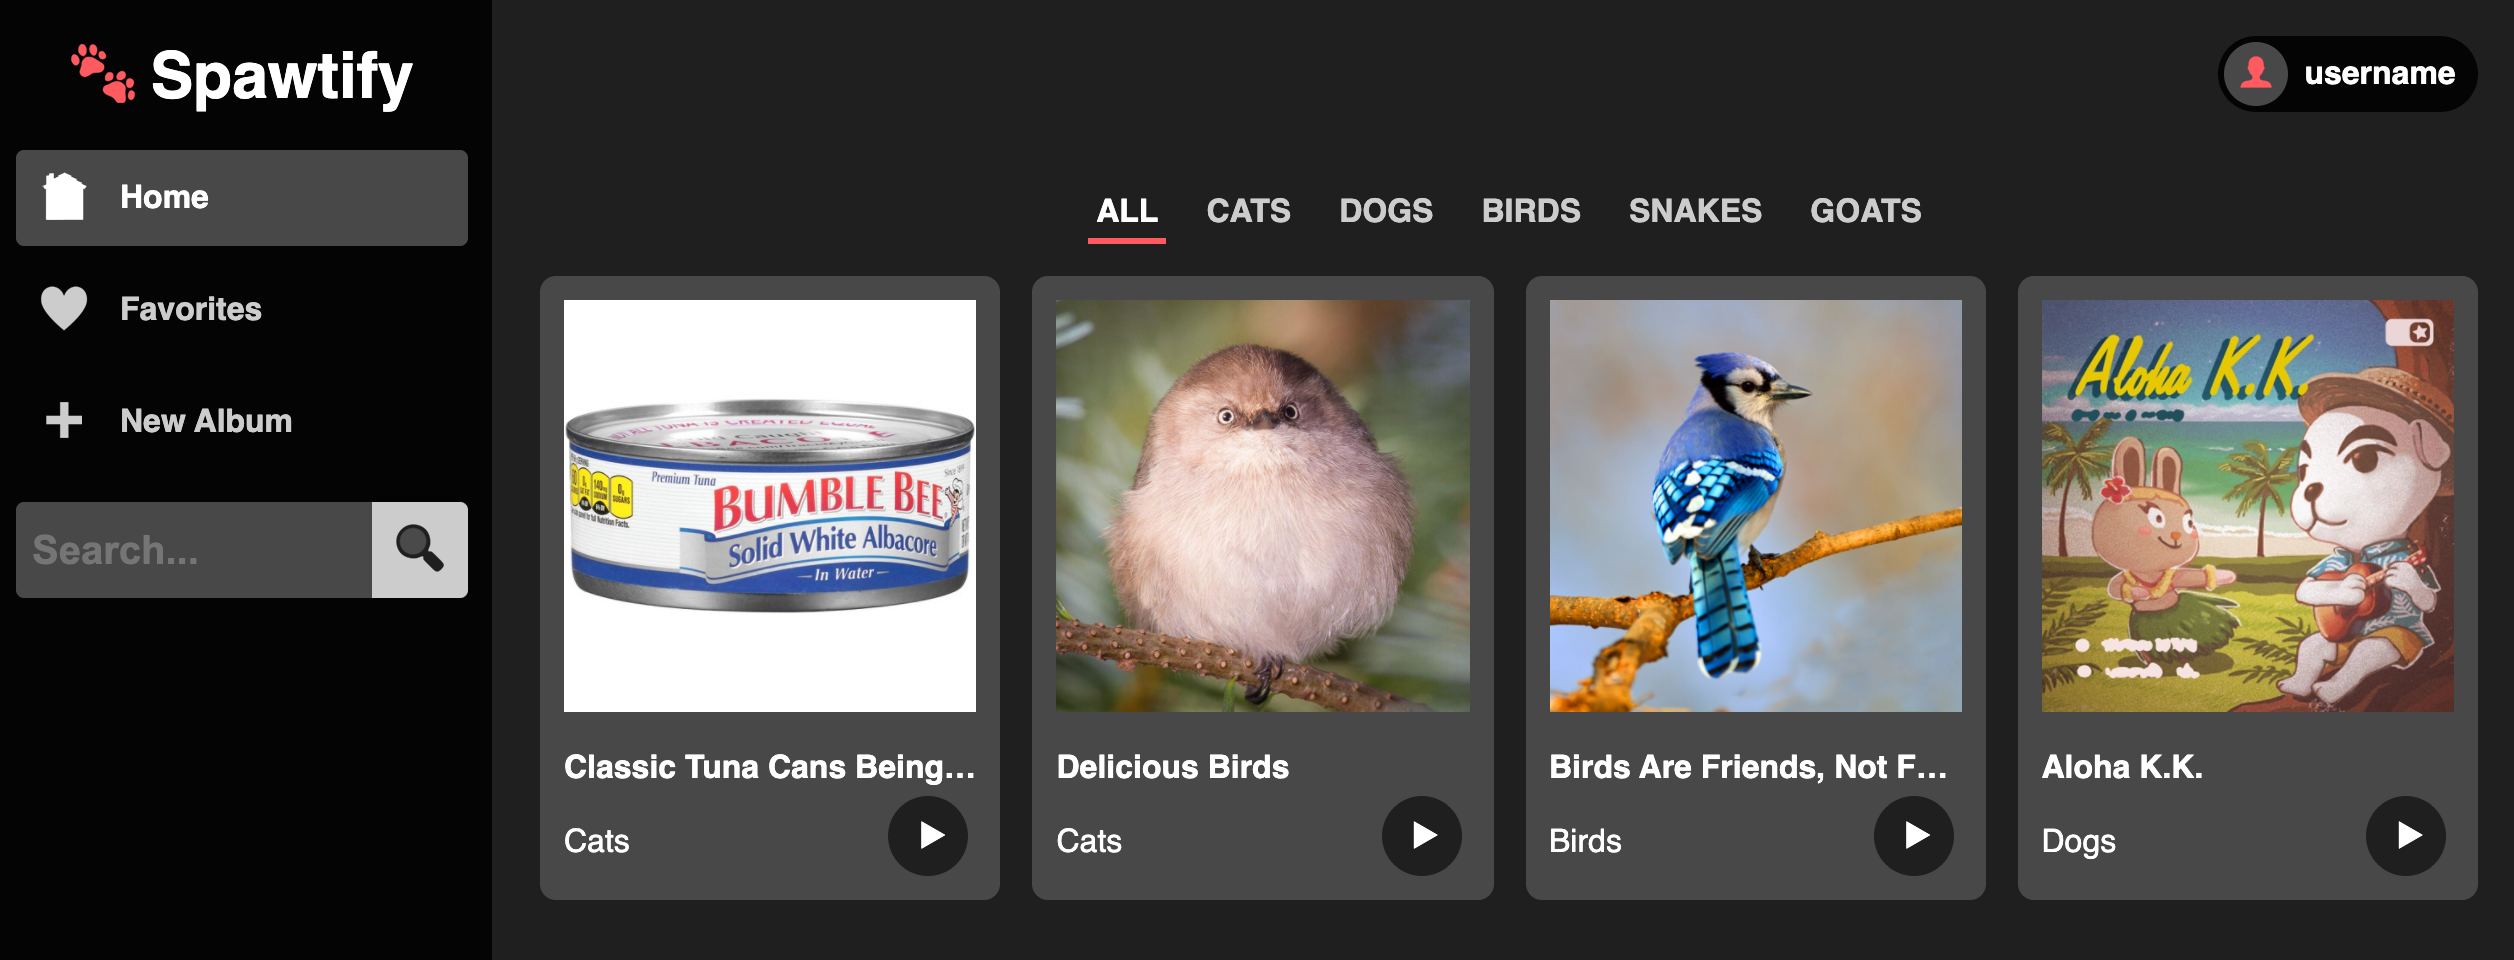 Spawtify
username
Home
Favorites
New Album
Search...
ALL CATS DOGS BIRDS SNAKES GOATS
Premium Tuna
BUMBLE BEE
Solid White Albacore
In Water
Aloha K.K.
Classic Tuna Cans Being...
Cats
Delicious Birds
Cats
Birds Are Friends, Not F...
Birds
Aloha K.K.
Dogs